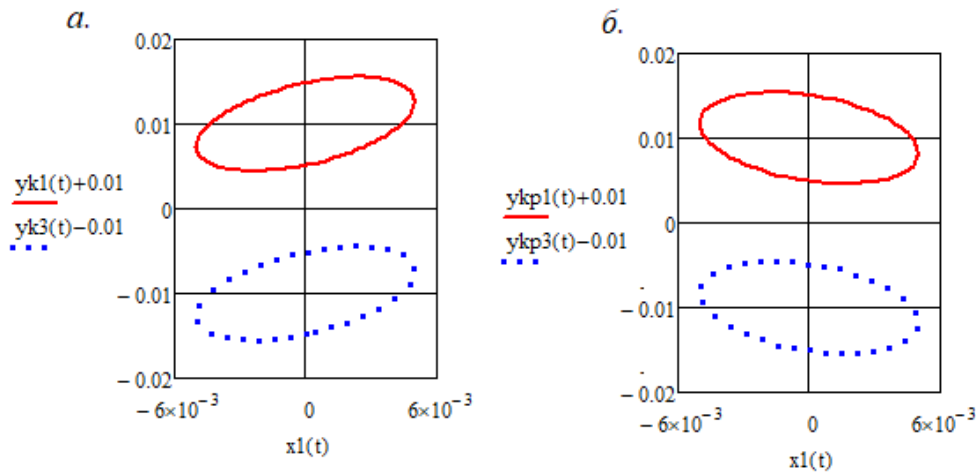 а.
0.02
0.01
yk1(t)+0.01
0
yk3(t)−0.01
−0.01
−0.02
−6×10⁻³
0
6×10⁻³
x1(t)
б.
0.02
0.01
ykp1(t)+0.01
0
ykp3(t)−0.01
−0.01
−0.02
−6×10⁻³
0
6×10⁻³
x1(t)